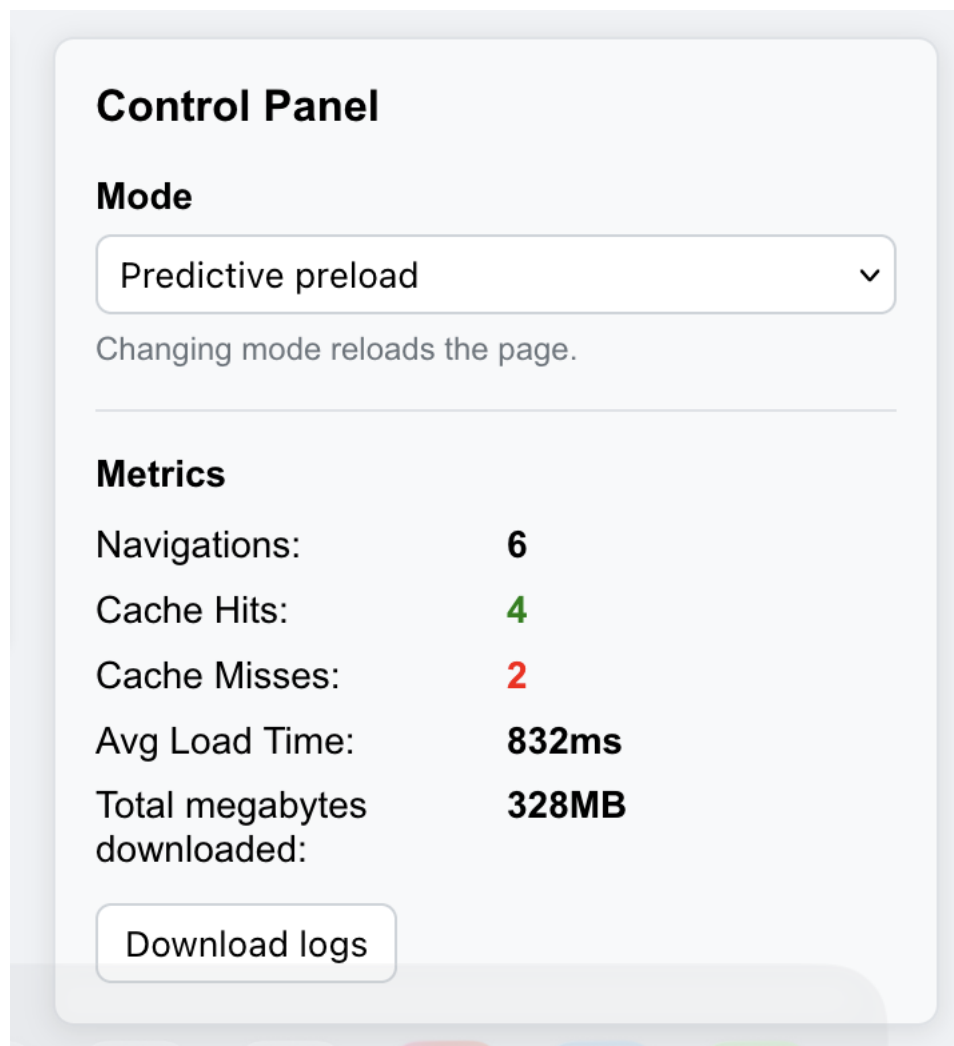 Control Panel
Mode
Predictive preload
Changing mode reloads the page.
Metrics
Navigations: 6
Cache Hits: 4
Cache Misses: 2
Avg Load Time: 832ms
Total megabytes 328MB
downloaded:
Download logs